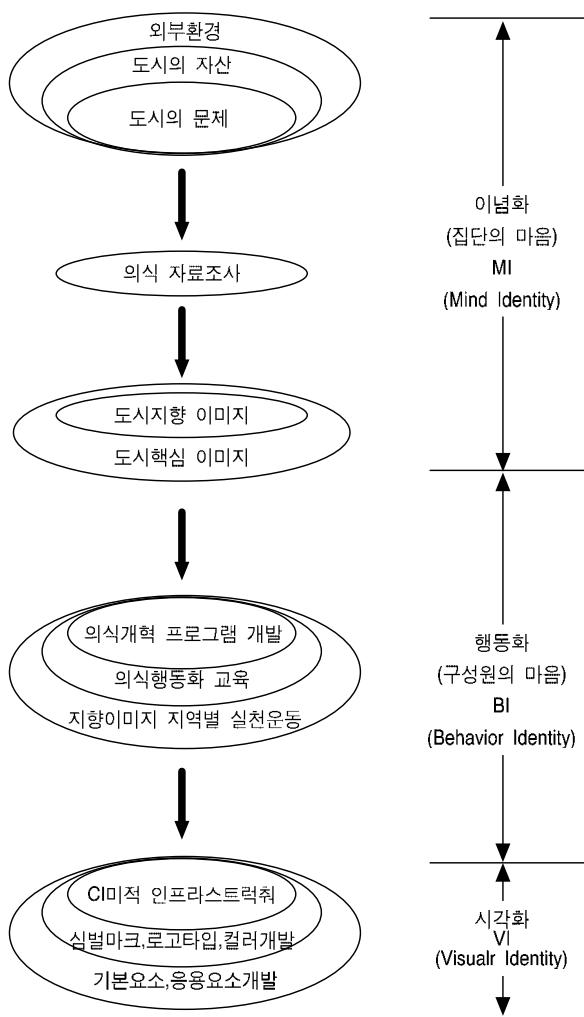 외부환경
도시의 자산
도시의 문제
의식 자료조사
도시지향 이미지
도시핵심 이미지
의식개혁 프로그램 개발
의식행동화 교육
지향이미지 지역별 실천운동
CI미적 인프라스트럭춰
심벌마크,로고타입,컬러개발
기본요소,응용요소개발
이념화
(집단의 마음)
MI
(Mind Identity)
행동화
(구성원의 마음)
BI
(Behavior Identity)
시각화
VI
(Visualr Identity)